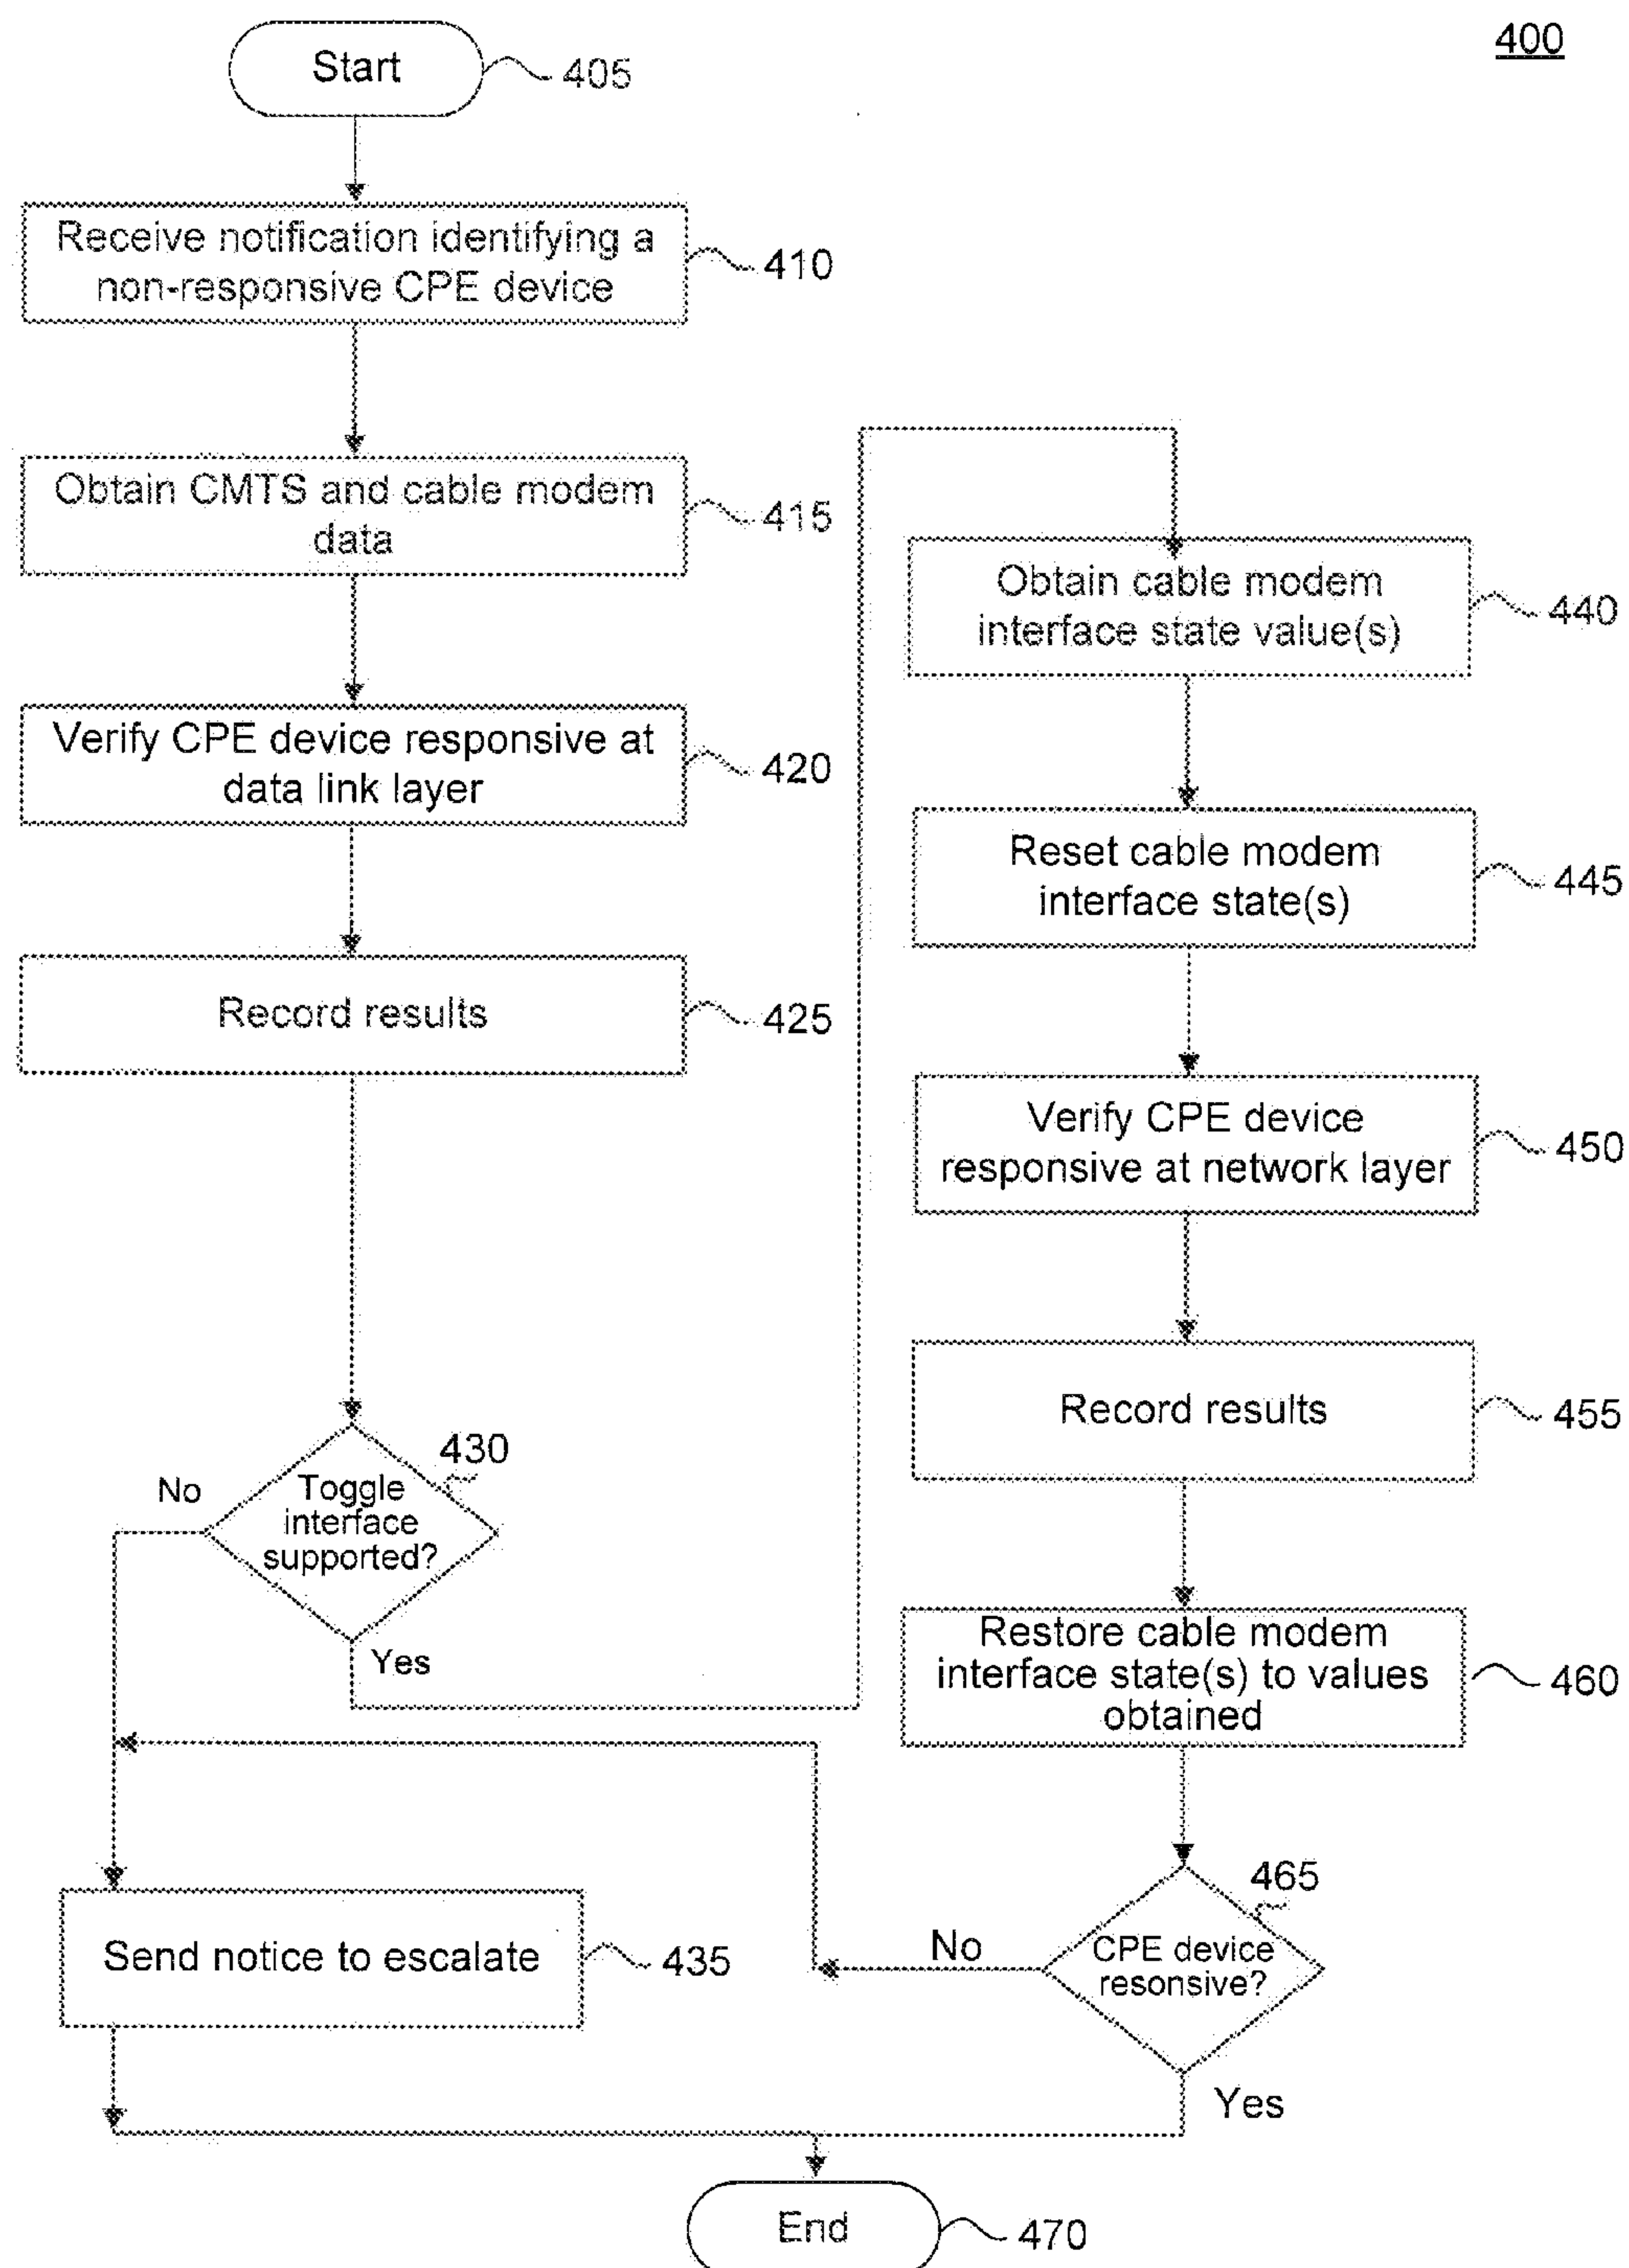 400
Start
405
Receive notification identifying a
non-responsive CPE device
410
Obtain CMTS and cable modem
data
415
Verify CPE device responsive at
data link layer
420
Record results
425
430
Toggle
interface
supported?
No
Yes
Send notice to escalate
435
Obtain cable modem
interface state value(s)
440
Reset cable modem
interface state(s)
445
Verify CPE device
responsive at network layer
450
Record results
455
Restore cable modem
interface state(s) to values
obtained
460
465
CPE device
resonsive?
No
Yes
End
470